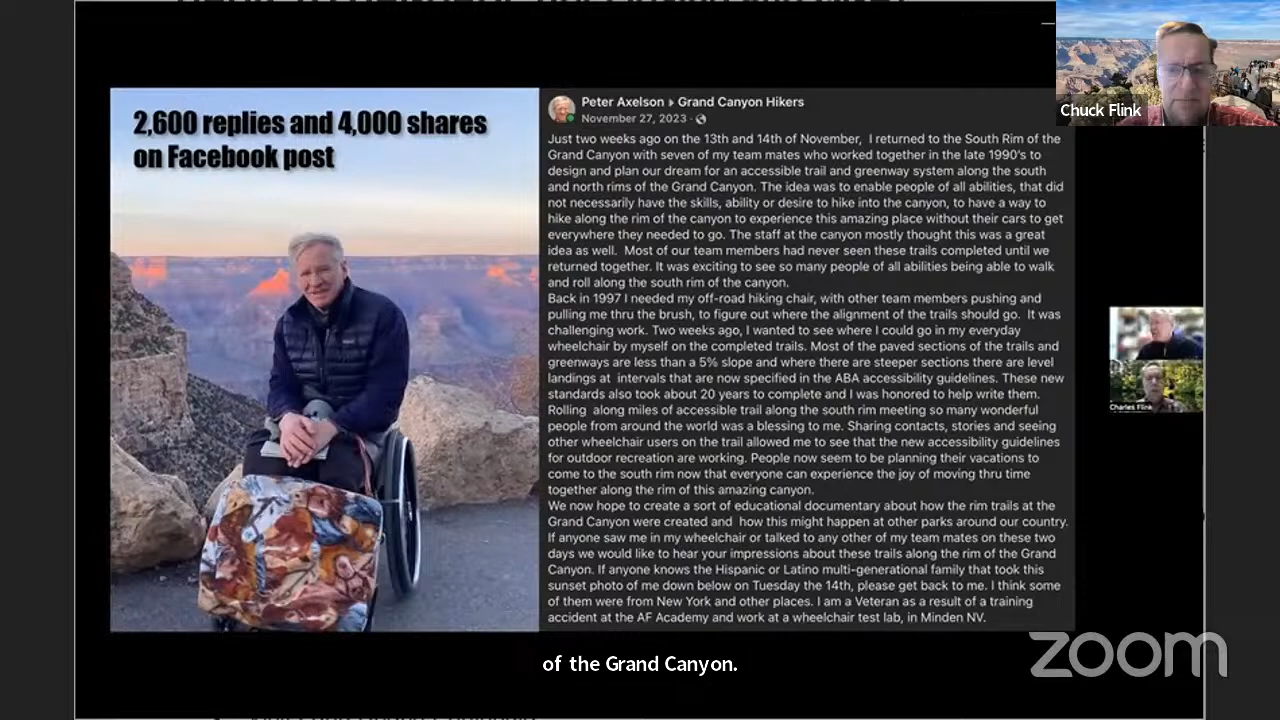 Chuck Flink
2,600 replies and 4,000 shares
on Facebook post
Peter Axelson ▸ Grand Canyon Hikers
November 27, 2023 ·
Just two weeks ago on the 13th and 14th of November, I returned to the South Rim of the
Grand Canyon with seven of my team mates who worked together in the late 1990's to
design and plan our dream for an accessible trail and greenway system along the south
and north rims of the Grand Canyon. The idea was to enable people of all abilities, that did
not necessarily have the skills, ability or desire to hike into the canyon, to have a way to
hike along the rim of the canyon to experience this amazing place without their cars to get
everywhere they needed to go. The staff at the canyon mostly thought this was a great
idea as well. Most of our team members had never seen these trails completed until we
returned together. It was exciting to see so many people of all abilities being able to walk
and roll along the south rim of the canyon.
Back in 1997 I needed my off-road hiking chair, with other team members pushing and
pulling me thru the brush, to figure out where the alignment of the trails should go. It was
challenging work. Two weeks ago, I wanted to see where I could go in my everyday
wheelchair by myself on the completed trails. Most of the paved sections of the trails and
greenways are less than a 5% slope and where there are steeper sections there are level
landings at intervals that are now specified in the ABA accessibility guidelines. These new
standards also took about 20 years to complete and I was honored to help write them.
Rolling along miles of accessible trail along the south rim meeting so many wonderful
people from around the world was a blessing to me. Sharing contacts, stories and seeing
other wheelchair users on the trail allowed me to see that the new accessibility guidelines
for outdoor recreation are working. People now seem to be planning their vacations to
come to the south rim now that everyone can experience the joy of moving thru time
together along the rim of this amazing canyon.
We now hope to create a sort of educational documentary about how the rim trails at the
Grand Canyon were created and how this might happen at other parks around our country.
If anyone saw me in my wheelchair or talked to any other of my team mates on these two
days we would like to hear your impressions about these trails along the rim of the Grand
Canyon. If anyone knows the Hispanic or Latino multi-generational family that took this
sunset photo of me down below on Tuesday the 14th, please get back to me. I think some
of them were from New York and other places. I am a Veteran as a result of a training
accident at the AF Academy and work at a wheelchair test lab, in Minden NV.
Charles Flink
of the Grand Canyon.
zoom